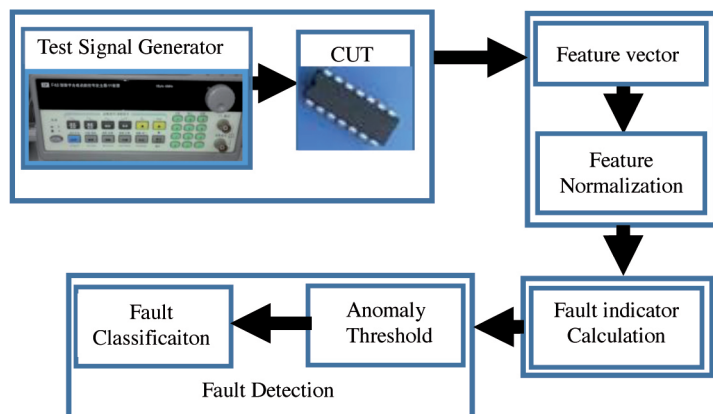 Test Signal Generator
CUT
Feature vector
Feature
Normalization
Fault indicator
Calculation
Anomaly
Threshold
Fault
Classificaiton
Fault Detection